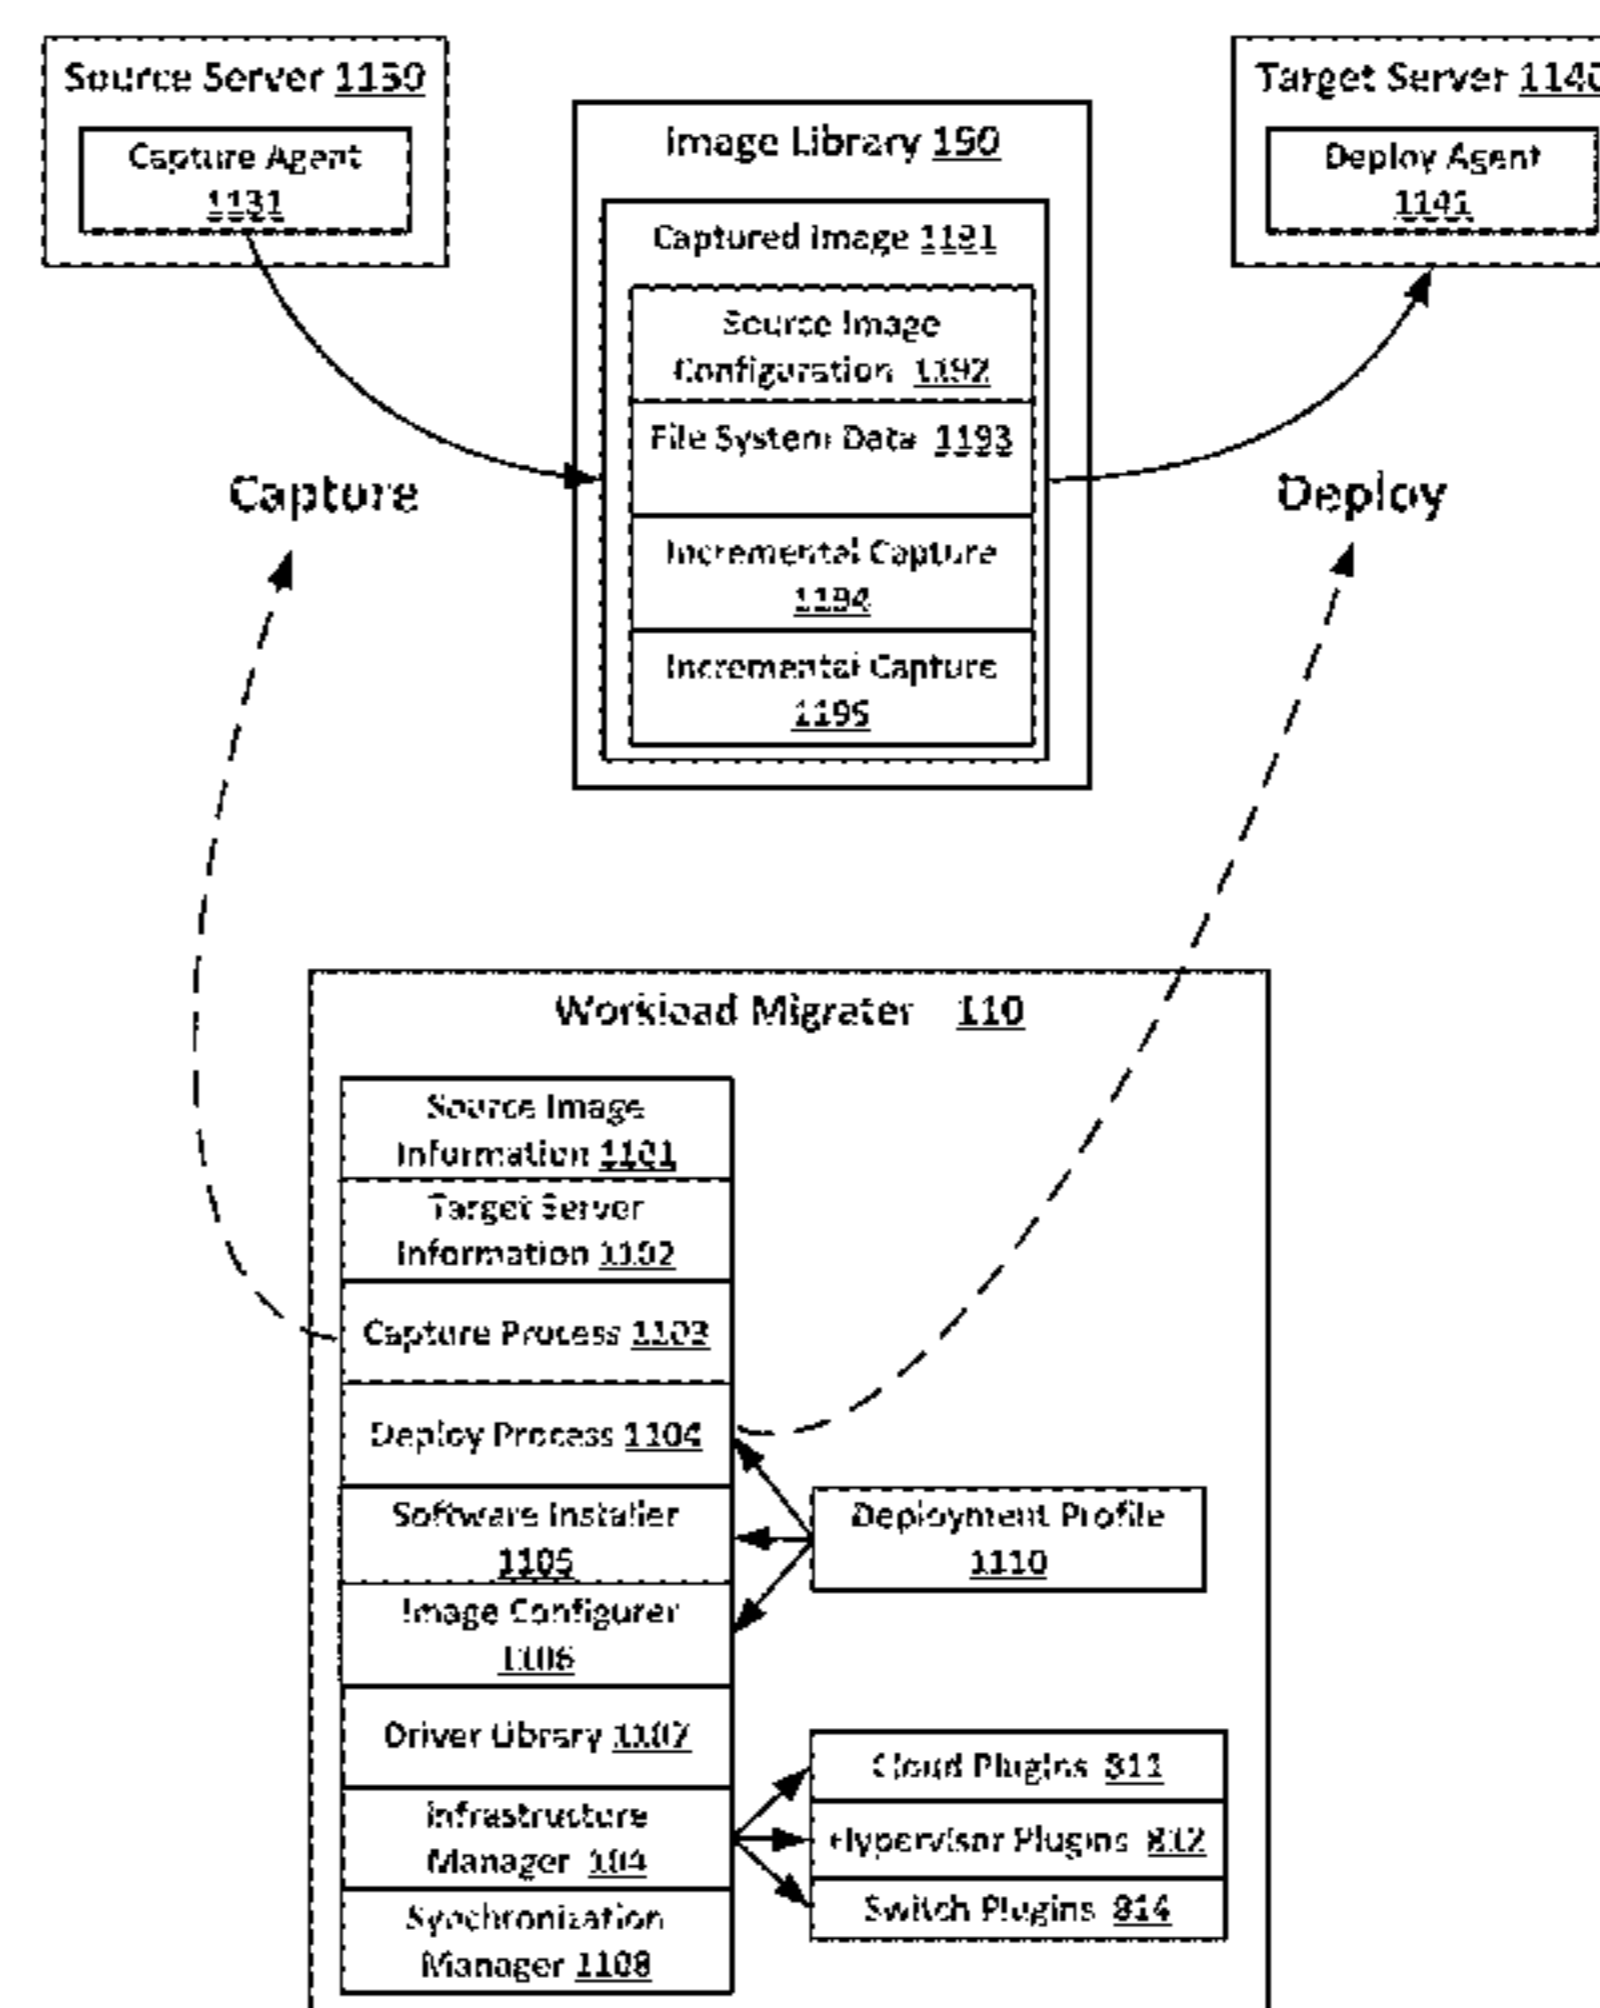 Source Server 1130
Capture Agent
1131
Image Library 190
Captured Image 1191
Source Image
Configuration 1192
File System Data 1193
Incremental Capture
1194
Incremental Capture
1195
Target Server 1140
Deploy Agent
1141
Capture
Deploy
Workload Migrater 110
Source Image
Information 1101
Target Server
Information 1102
Capture Process 1103
Deploy Process 1104
Software Installer
1105
Image Configurer
1106
Driver Library 1107
Infrastructure
Manager 104
Synchronization
Manager 1108
Deployment Profile
1110
Cloud Plugins 811
Hypervisor Plugins 812
Switch Plugins 814